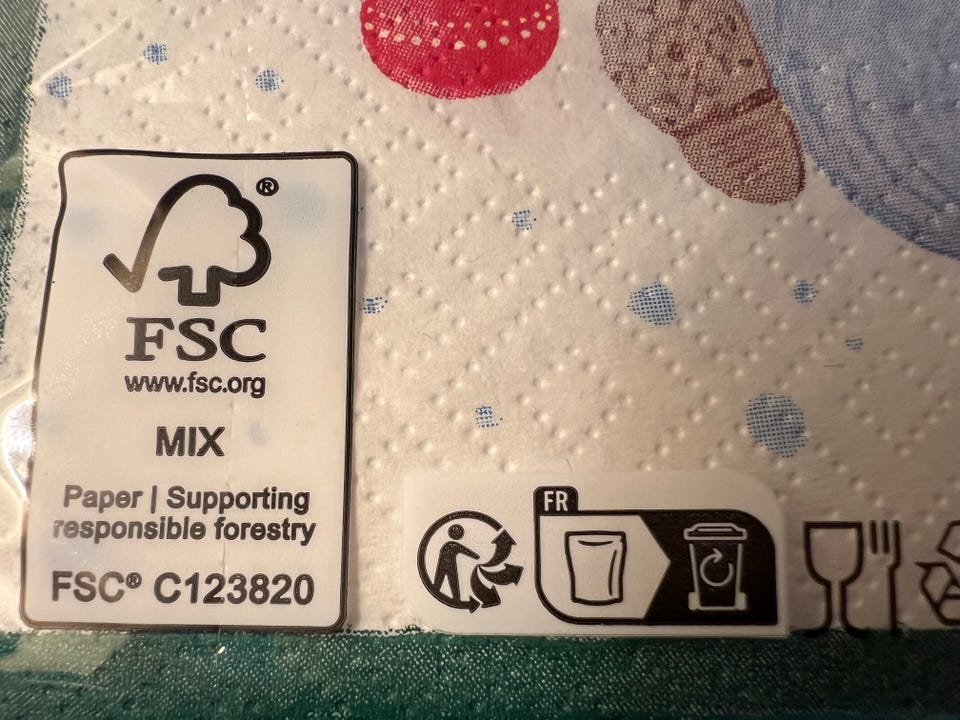 ®
FSC
www.fsc.org
MIX
Paper | Supporting
responsible forestry
FSC® C123820
FR